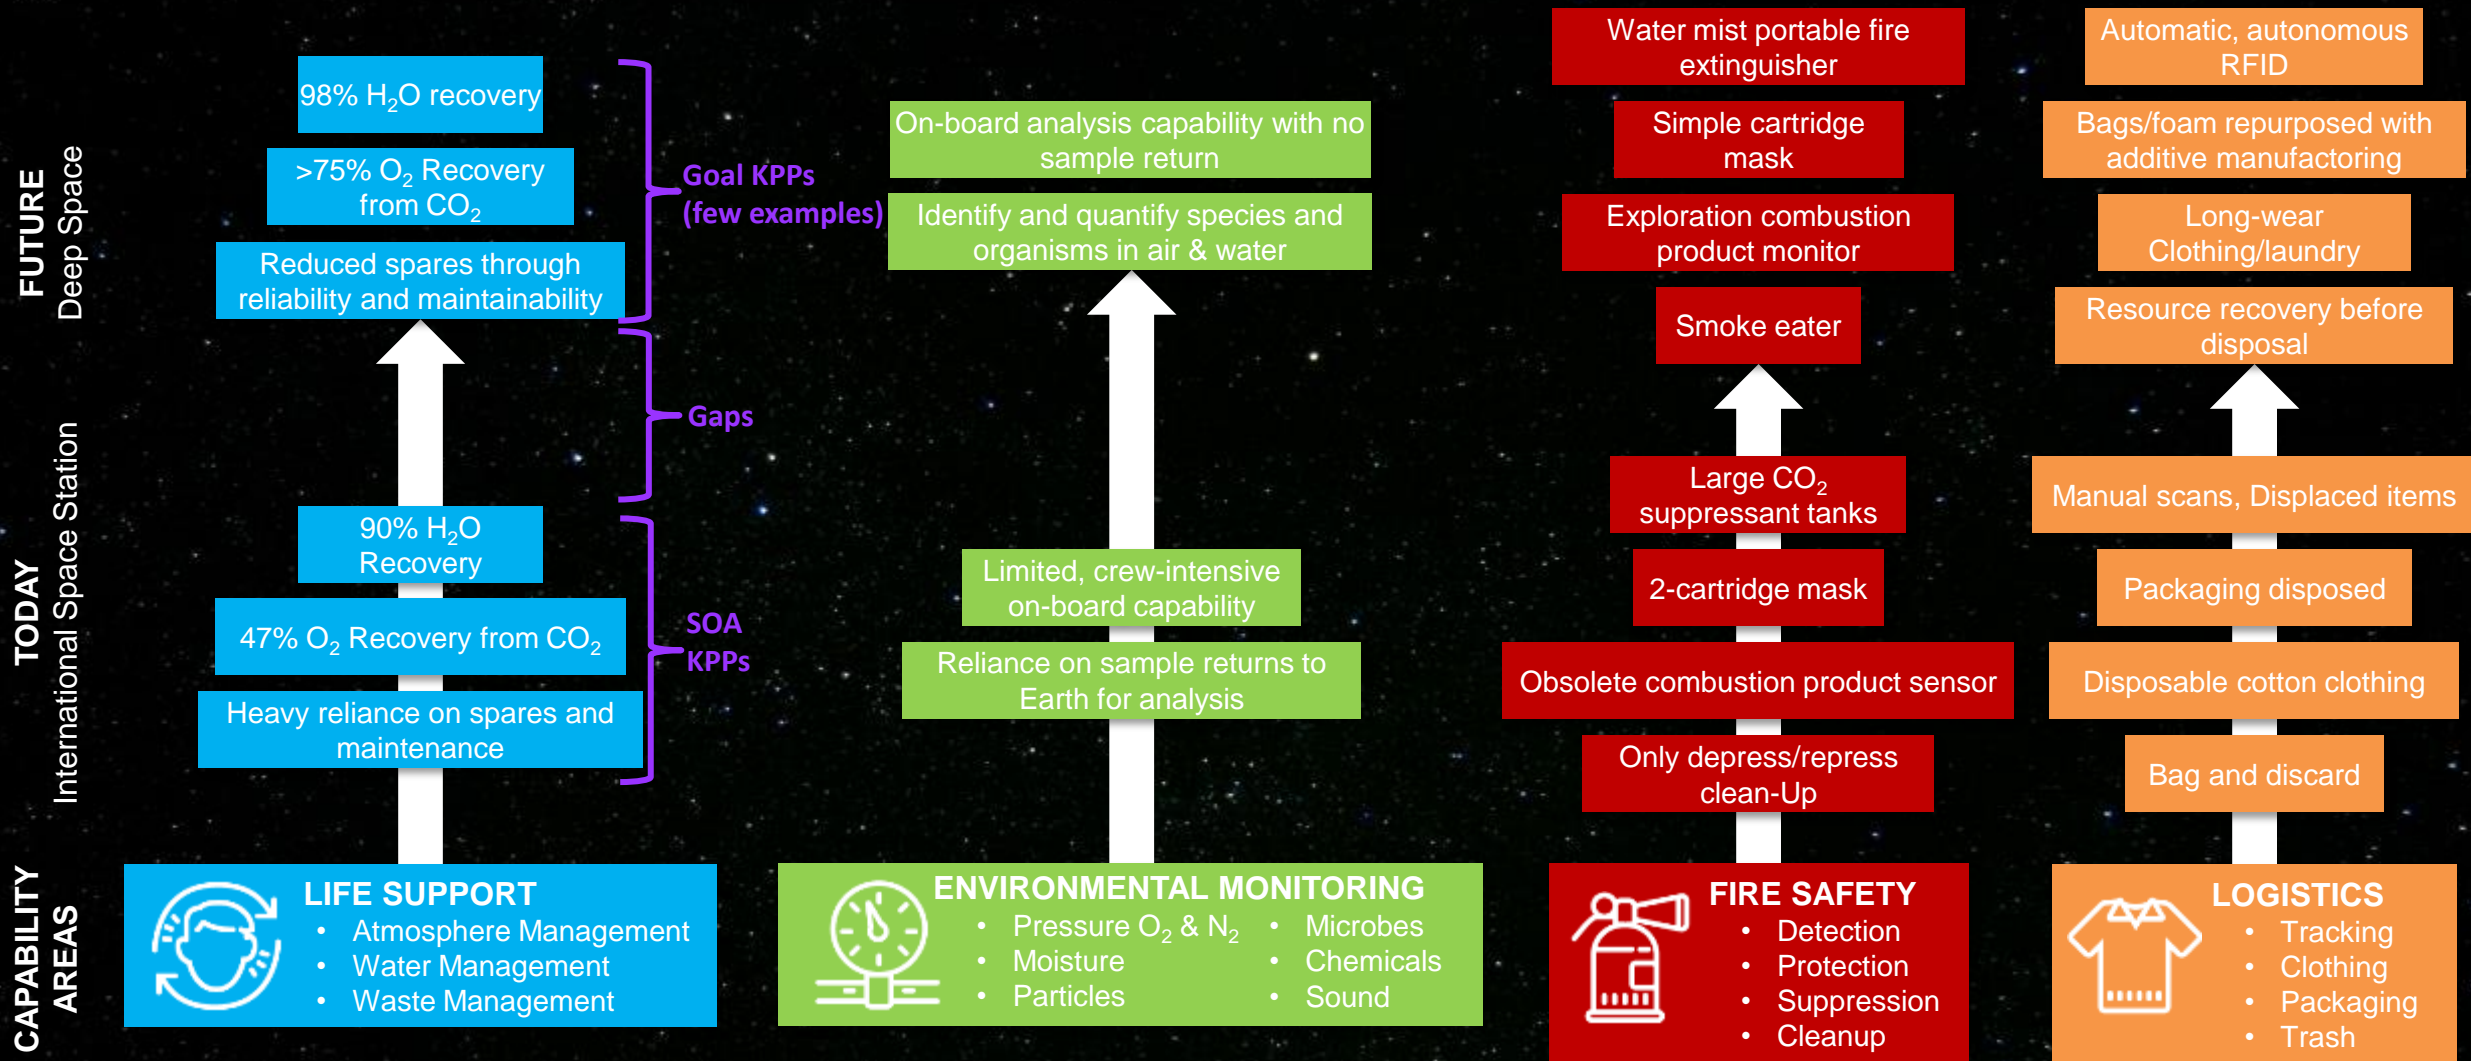 FUTURE
Deep Space
98% H₂O recovery
>75% O₂ Recovery
from CO₂
Reduced spares through
reliability and maintainability
Goal KPPs
(few examples)
On-board analysis capability with no
sample return
Identify and quantify species and
organisms in air & water
Water mist portable fire
extinguisher
Simple cartridge
mask
Exploration combustion
product monitor
Smoke eater
Automatic, autonomous
RFID
Bags/foam repurposed with
additive manufactoring
Long-wear
Clothing/laundry
Resource recovery before
disposal
Gaps
TODAY
International Space Station
90% H₂O
Recovery
47% O₂ Recovery from CO₂
Heavy reliance on spares and
maintenance
SOA
KPPs
Limited, crew-intensive
on-board capability
Reliance on sample returns to
Earth for analysis
Large CO₂
suppressant tanks
2-cartridge mask
Obsolete combustion product sensor
Only depress/repress
clean-Up
Manual scans, Displaced items
Packaging disposed
Disposable cotton clothing
Bag and discard
CAPABILITY
AREAS
LIFE SUPPORT
• Atmosphere Management
• Water Management
• Waste Management
ENVIRONMENTAL MONITORING
• Pressure O₂ & N₂
• Moisture
• Particles
• Microbes
• Chemicals
• Sound
FIRE SAFETY
• Detection
• Protection
• Suppression
• Cleanup
LOGISTICS
• Tracking
• Clothing
• Packaging
• Trash